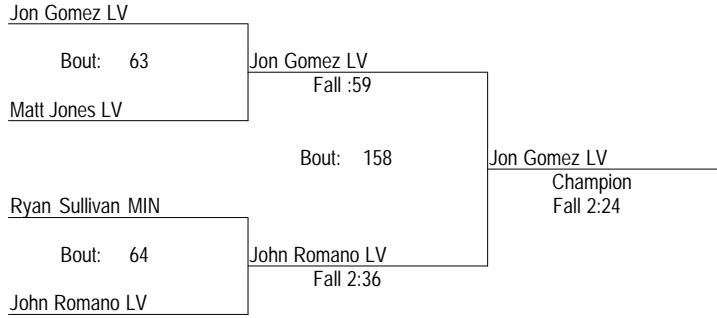 Jon Gomez LV
Bout: 63
Jon Gomez LV
Fall :59
Matt Jones LV
Bout: 158
Jon Gomez LV
Champion
Fall 2:24
Ryan Sullivan MIN
Bout: 64
John Romano LV
Fall 2:36
John Romano LV